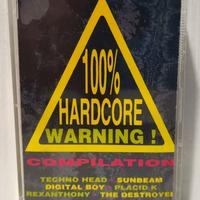 100%
HARDCORE
WARNING !
COMPILATION
TECHNO HEAD - SUNBEAM
DIGITAL BOY - PLACID K
REXANTHONY - THE DESTROYER